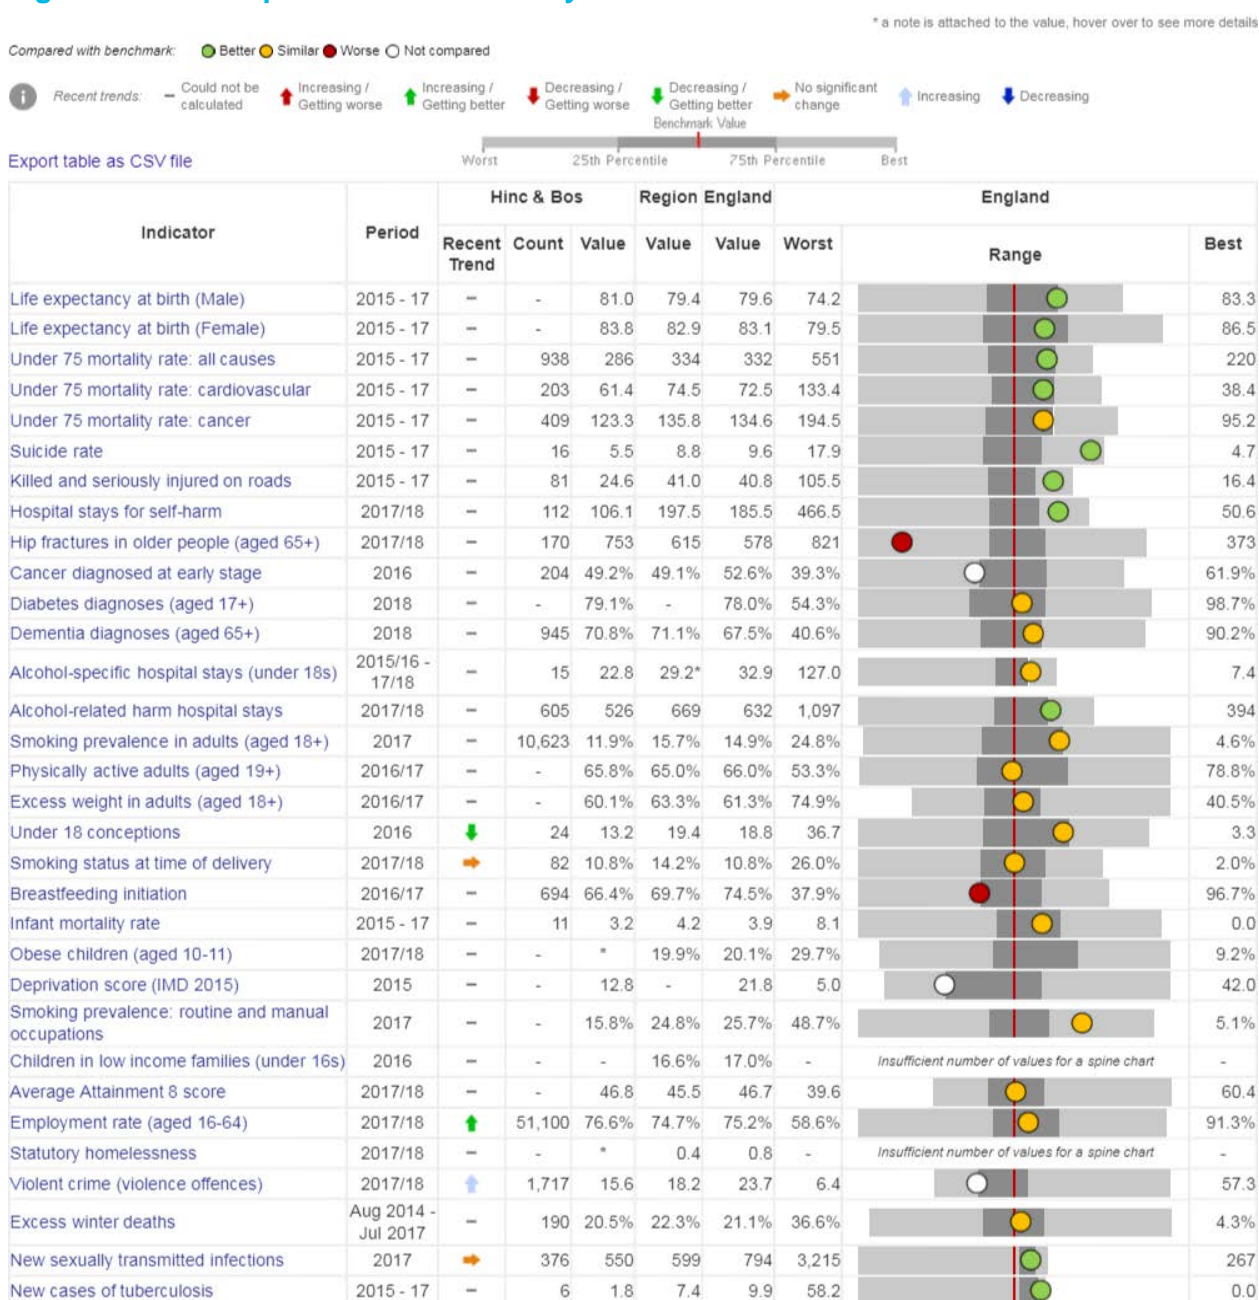 * a note is attached to the value, hover over to see more details
Compared with benchmark: Better Similar Worse Not compared
Recent trends: Could not be calculated Increasing / Getting worse Increasing / Getting better Decreasing / Getting worse Decreasing / Getting better No significant change Increasing Decreasing
Benchmark Value
Export table as CSV file Worst 25th Percentile 75th Percentile Best
Hinc & Bos Region England England
Indicator Period Recent Trend Count Value Value Value Worst Range Best
Life expectancy at birth (Male) 2015 - 17 – - 81.0 79.4 79.6 74.2 83.3
Life expectancy at birth (Female) 2015 - 17 – - 83.8 82.9 83.1 79.5 86.5
Under 75 mortality rate: all causes 2015 - 17 – 938 286 334 332 551 220
Under 75 mortality rate: cardiovascular 2015 - 17 – 203 61.4 74.5 72.5 133.4 38.4
Under 75 mortality rate: cancer 2015 - 17 – 409 123.3 135.8 134.6 194.5 95.2
Suicide rate 2015 - 17 – 16 5.5 8.8 9.6 17.9 4.7
Killed and seriously injured on roads 2015 - 17 – 81 24.6 41.0 40.8 105.5 16.4
Hospital stays for self-harm 2017/18 – 112 106.1 197.5 185.5 466.5 50.6
Hip fractures in older people (aged 65+) 2017/18 – 170 753 615 578 821 373
Cancer diagnosed at early stage 2016 – 204 49.2% 49.1% 52.6% 39.3% 61.9%
Diabetes diagnoses (aged 17+) 2018 – - 79.1% - 78.0% 54.3% 98.7%
Dementia diagnoses (aged 65+) 2018 – 945 70.8% 71.1% 67.5% 40.6% 90.2%
Alcohol-specific hospital stays (under 18s) 2015/16 - 17/18 – 15 22.8 29.2* 32.9 127.0 7.4
Alcohol-related harm hospital stays 2017/18 – 605 526 669 632 1,097 394
Smoking prevalence in adults (aged 18+) 2017 – 10,623 11.9% 15.7% 14.9% 24.8% 4.6%
Physically active adults (aged 19+) 2016/17 – - 65.8% 65.0% 66.0% 53.3% 78.8%
Excess weight in adults (aged 18+) 2016/17 – - 60.1% 63.3% 61.3% 74.9% 40.5%
Under 18 conceptions 2016 24 13.2 19.4 18.8 36.7 3.3
Smoking status at time of delivery 2017/18 82 10.8% 14.2% 10.8% 26.0% 2.0%
Breastfeeding initiation 2016/17 – 694 66.4% 69.7% 74.5% 37.9% 96.7%
Infant mortality rate 2015 - 17 – 11 3.2 4.2 3.9 8.1 0.0
Obese children (aged 10-11) 2017/18 – - * 19.9% 20.1% 29.7% 9.2%
Deprivation score (IMD 2015) 2015 – - 12.8 - 21.8 5.0 42.0
Smoking prevalence: routine and manual occupations 2017 – - 15.8% 24.8% 25.7% 48.7% 5.1%
Children in low income families (under 16s) 2016 – - - 16.6% 17.0% - Insufficient number of values for a spine chart -
Average Attainment 8 score 2017/18 – - 46.8 45.5 46.7 39.6 60.4
Employment rate (aged 16-64) 2017/18 51,100 76.6% 74.7% 75.2% 58.6% 91.3%
Statutory homelessness 2017/18 – - * 0.4 0.8 - Insufficient number of values for a spine chart -
Violent crime (violence offences) 2017/18 1,717 15.6 18.2 23.7 6.4 57.3
Excess winter deaths Aug 2014 - Jul 2017 – 190 20.5% 22.3% 21.1% 36.6% 4.3%
New sexually transmitted infections 2017 376 550 599 794 3,215 267
New cases of tuberculosis 2015 - 17 – 6 1.8 7.4 9.9 58.2 0.0